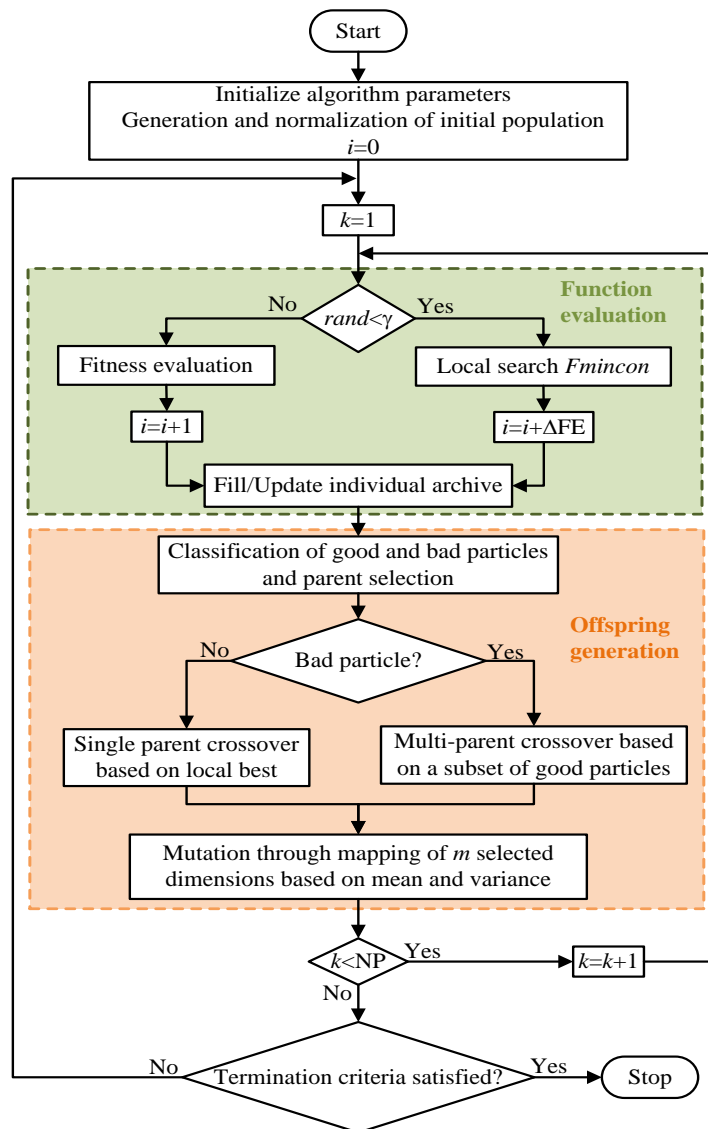 Start
Initialize algorithm parameters
Generation and normalization of initial population
i=0
k=1
Function
evaluation
No
rand<γ
Yes
Fitness evaluation
Local search Fmincon
i=i+1
i=i+ΔFE
Fill/Update individual archive
Classification of good and bad particles
and parent selection
Offspring
generation
No
Bad particle?
Yes
Single parent crossover
based on local best
Multi-parent crossover based
on a subset of good particles
Mutation through mapping of m selected
dimensions based on mean and variance
k<NP
Yes
k=k+1
No
No
Termination criteria satisfied?
Yes
Stop